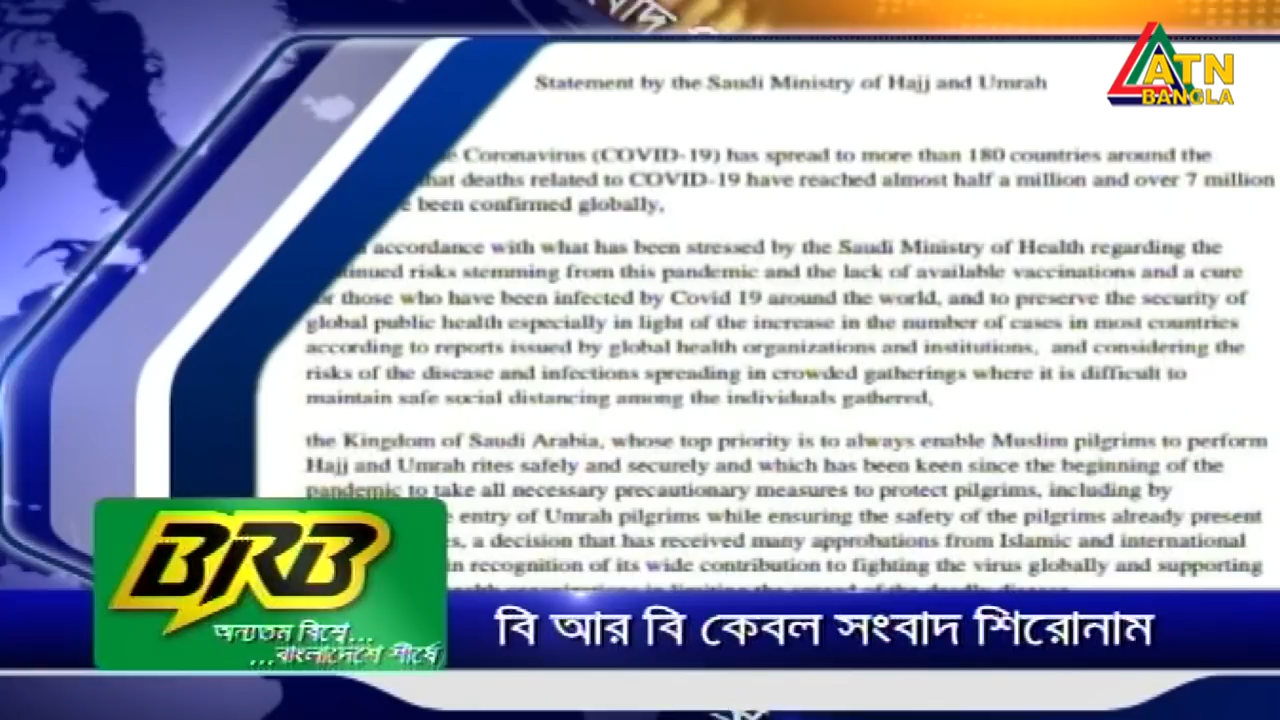 ATN
BANGLA
Statement by the Saudi Ministry of Hajj and Umrah
Coronavirus (COVID-19) has spread to more than 180 countries around the
deaths related to COVID-19 have reached almost half a million and over 7 million
been confirmed globally,
accordance with what has been stressed by the Saudi Ministry of Health regarding the
risks stemming from this pandemic and the lack of available vaccinations and a cure
those who have been infected by Covid 19 around the world, and to preserve the security of
global public health especially in light of the increase in the number of cases in most countries
according to reports issued by global health organizations and institutions, and considering the
risks of the disease and infections spreading in crowded gatherings where it is difficult to
maintain safe social distancing among the individuals gathered,
the Kingdom of Saudi Arabia, whose top priority is to always enable Muslim pilgrims to perform
Hajj and Umrah rites safely and securely and which has been keen since the beginning of the
pandemic to take all necessary precautionary measures to protect pilgrims, including by
entry of Umrah pilgrims while ensuring the safety of the pilgrims already present
a decision that has received many approbations from Islamic and international
in recognition of its wide contribution to fighting the virus globally and supporting
BRB
অন্যতম বিশ্বে...
...বাংলাদেশে শীর্ষে
বি আর বি কেবল সংবাদ শিরোনাম